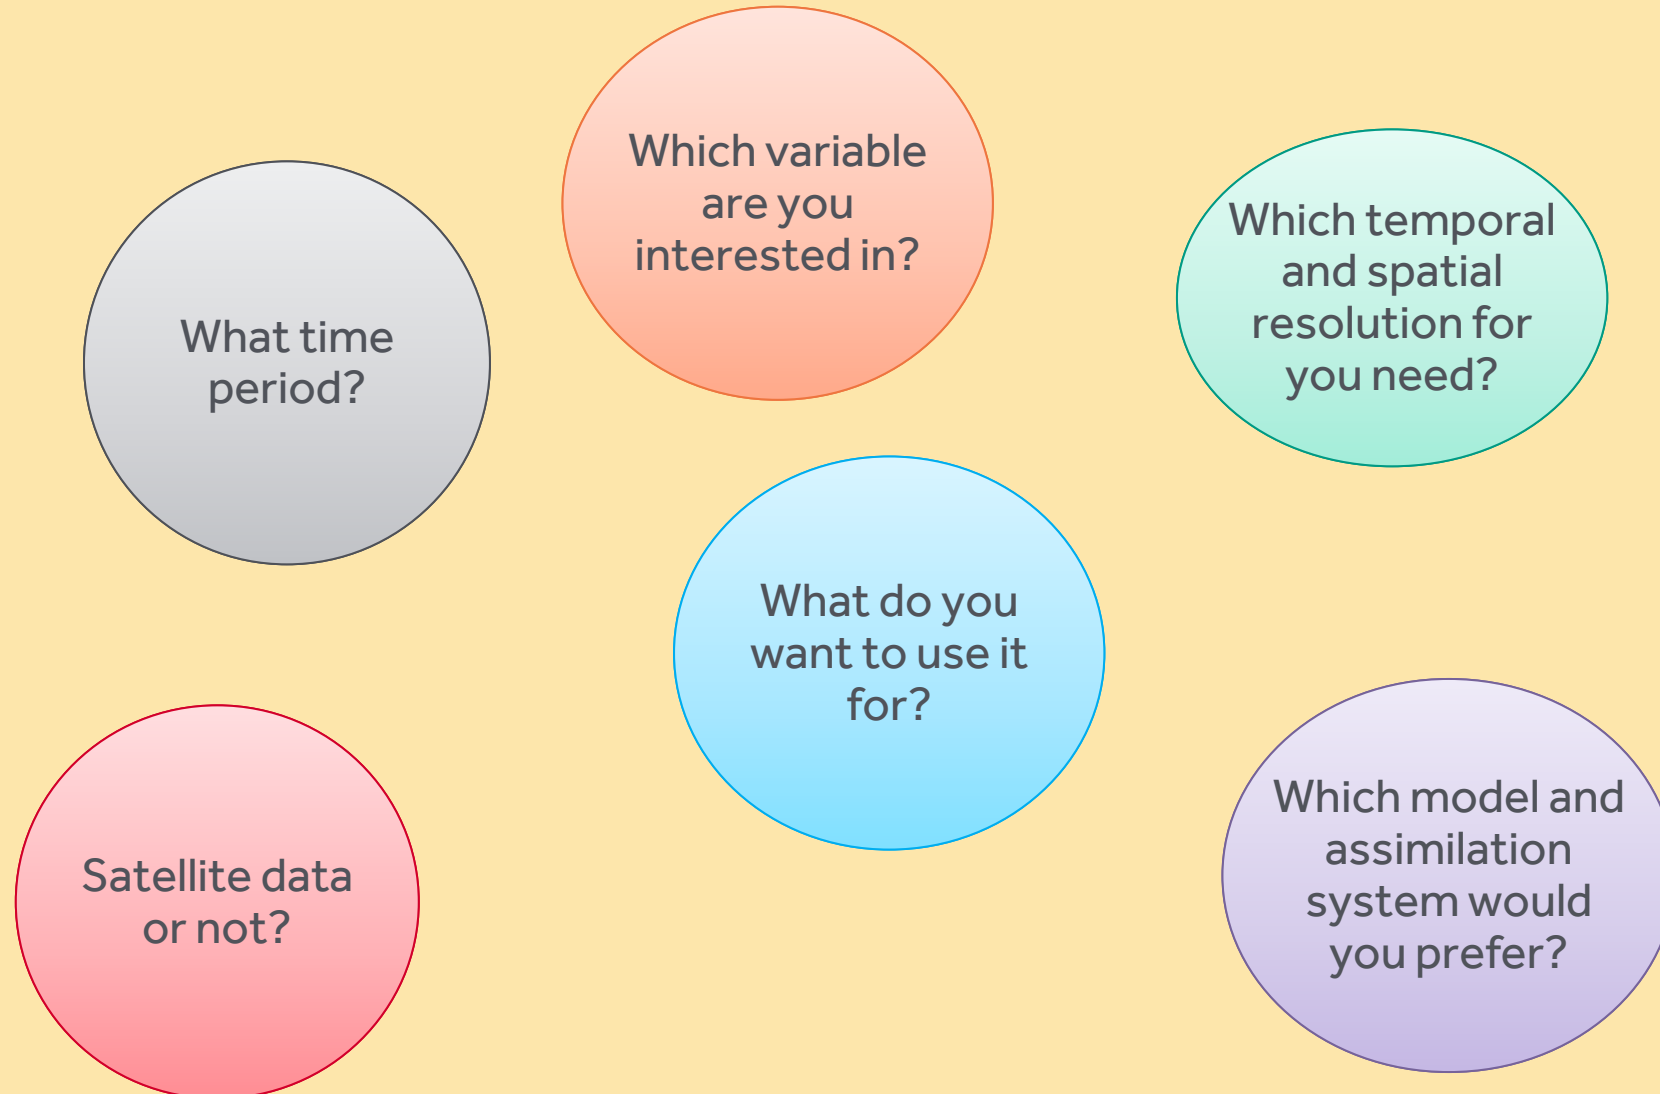 Which variable
are you
interested in?
Which temporal
and spatial
resolution for
you need?
What time
period?
What do you
want to use it
for?
Which model and
assimilation
system would
you prefer?
Satellite data
or not?